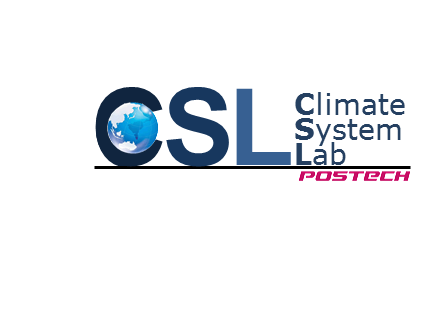 CSL
Climate
System
Lab
POSTECH